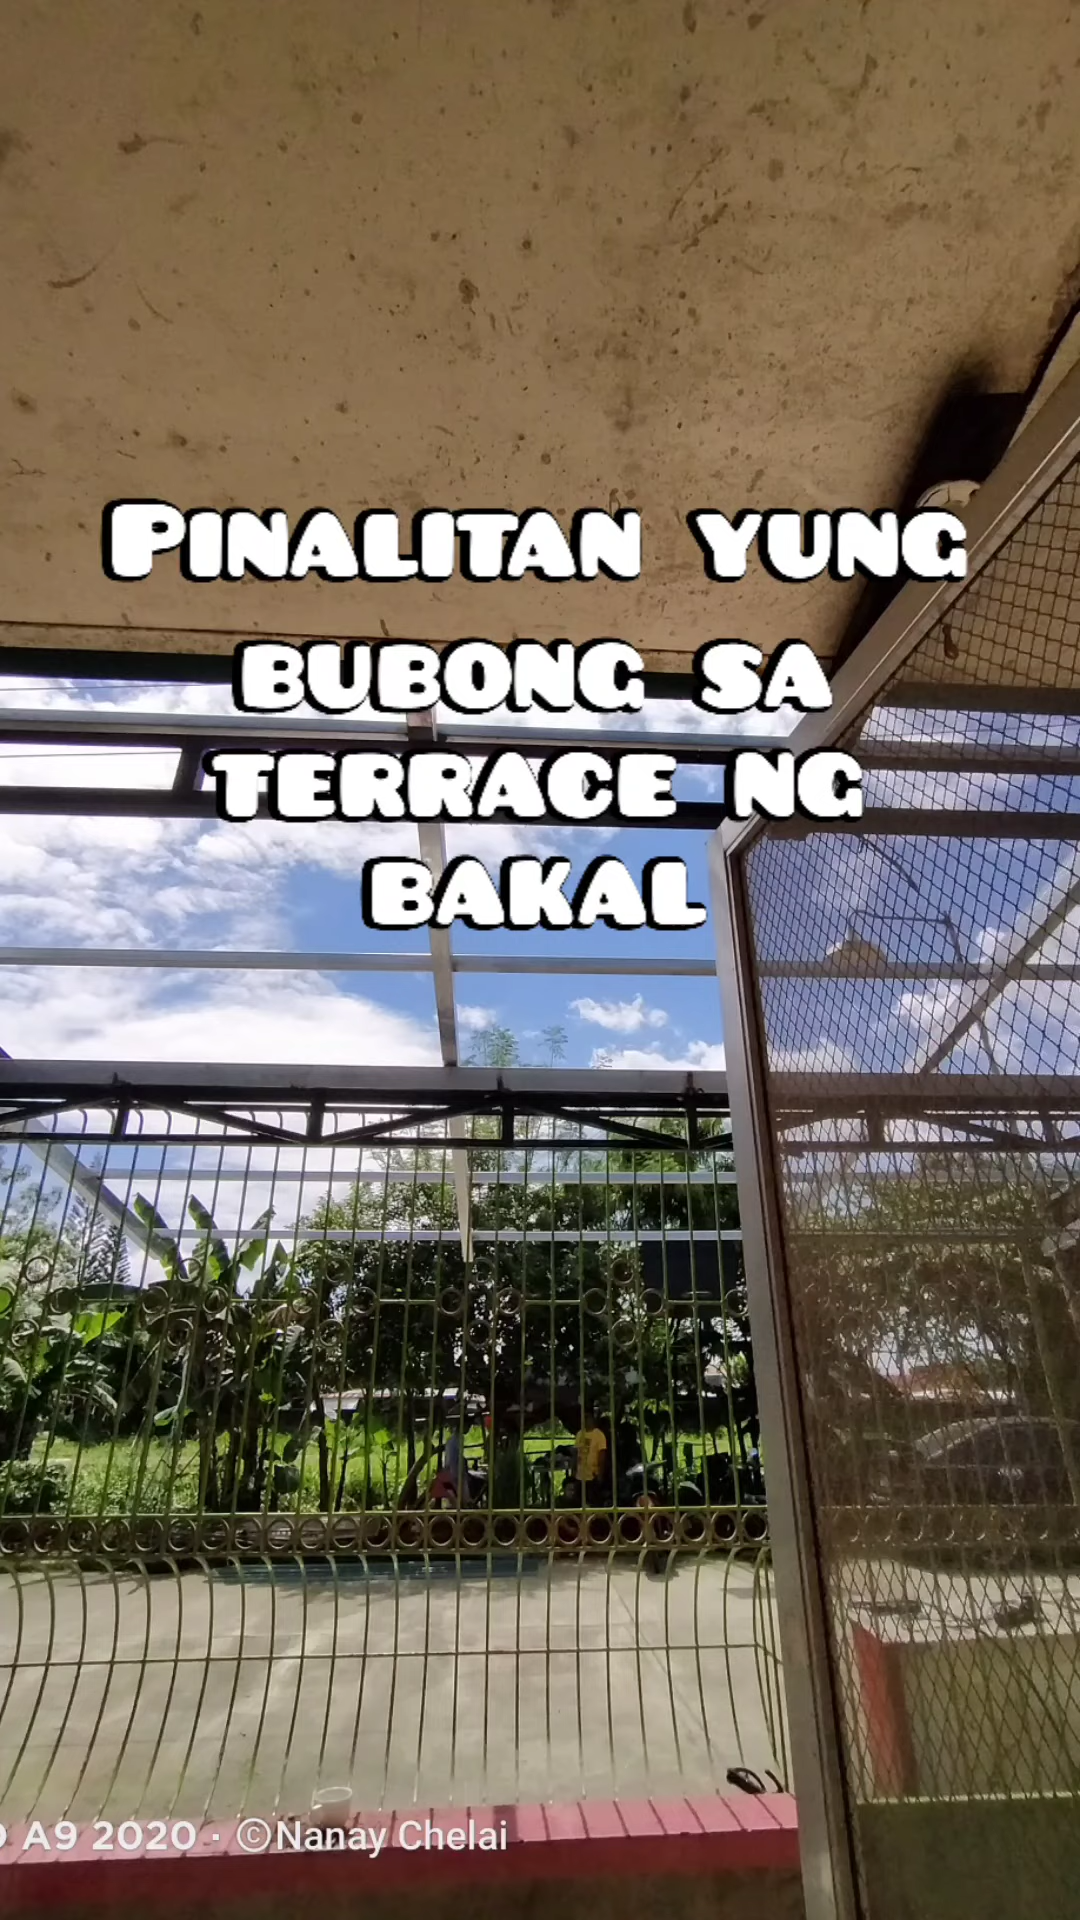 PINALITAN YUNG
BUBONG SA
TERRACE NG
BAKAL
A9 2020 · ©Nanay Chelai